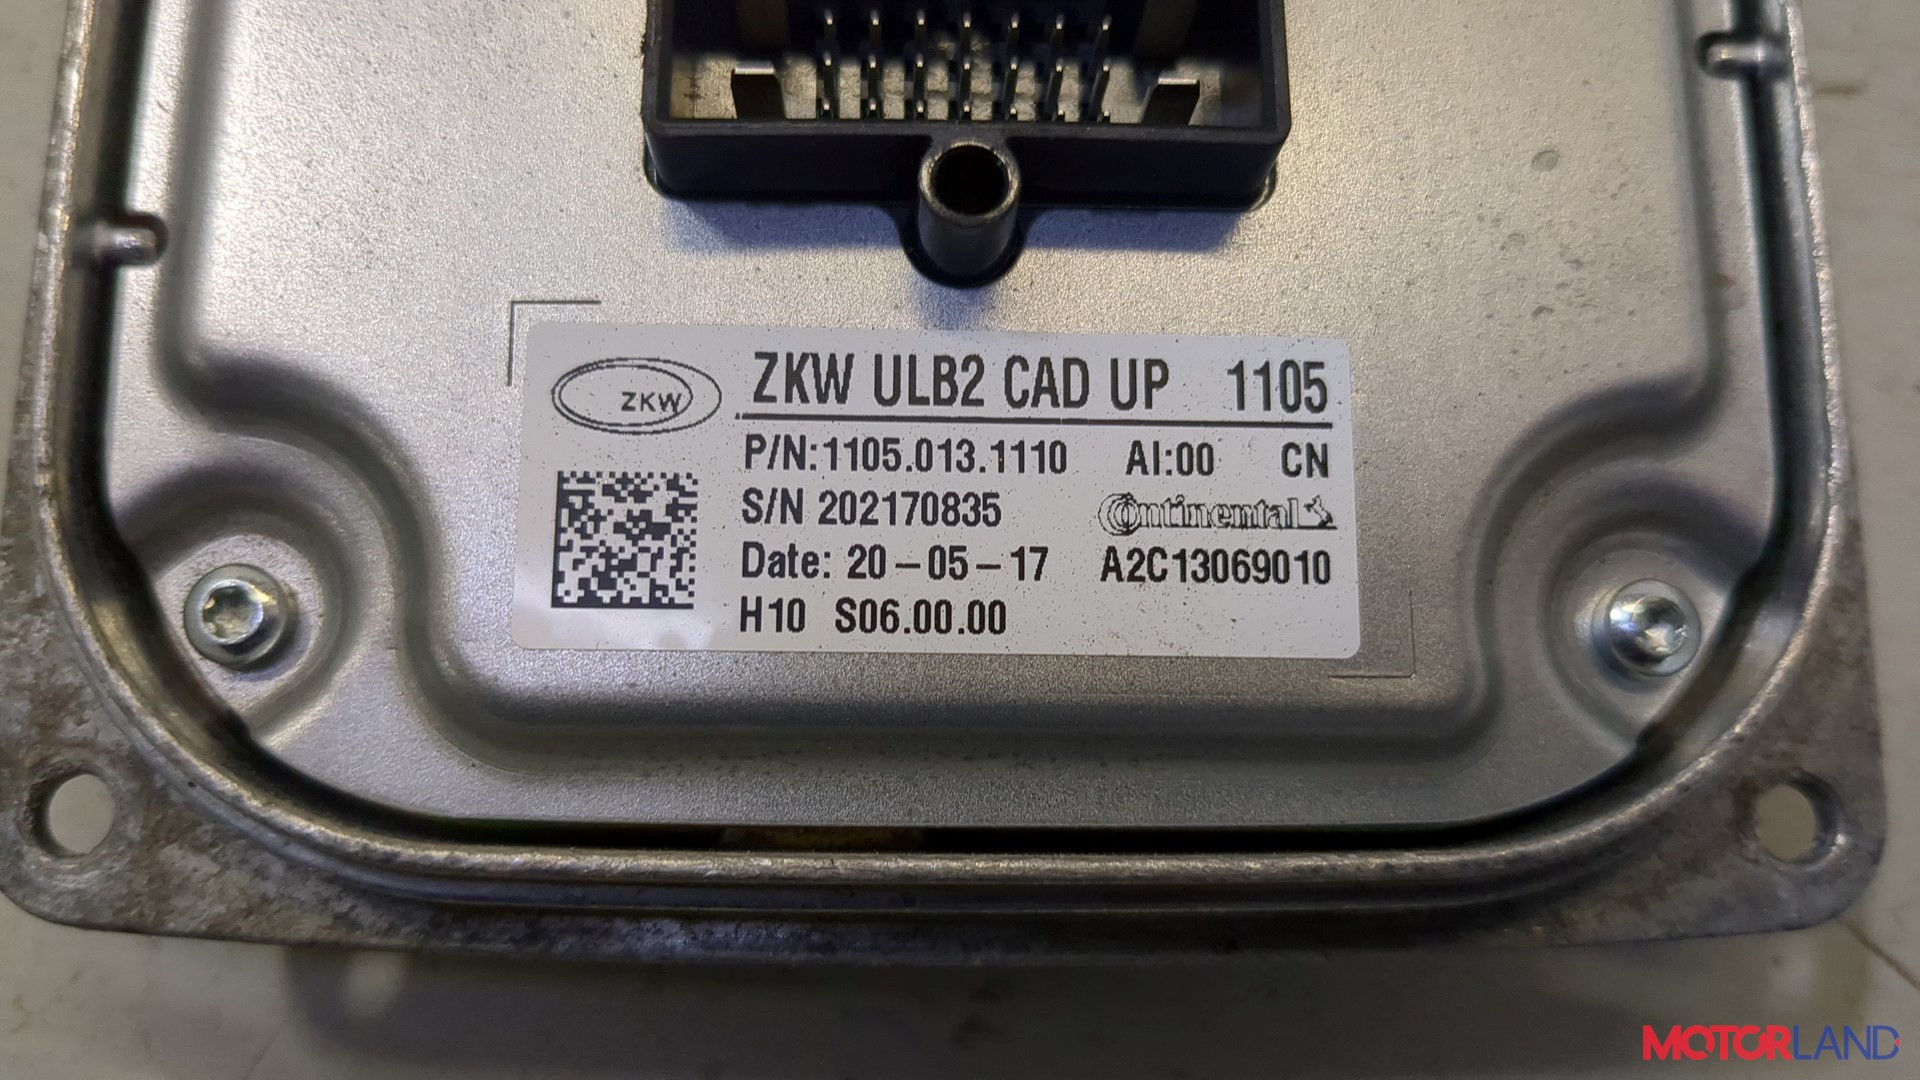 ZKW
ZKW ULB2 CAD UP 1105
P/N:1105.013.1110 AI:00 CN
S/N 202170835 Continental
Date: 20-05-17 A2C13069010
H10 S06.00.00
MOTORLAND